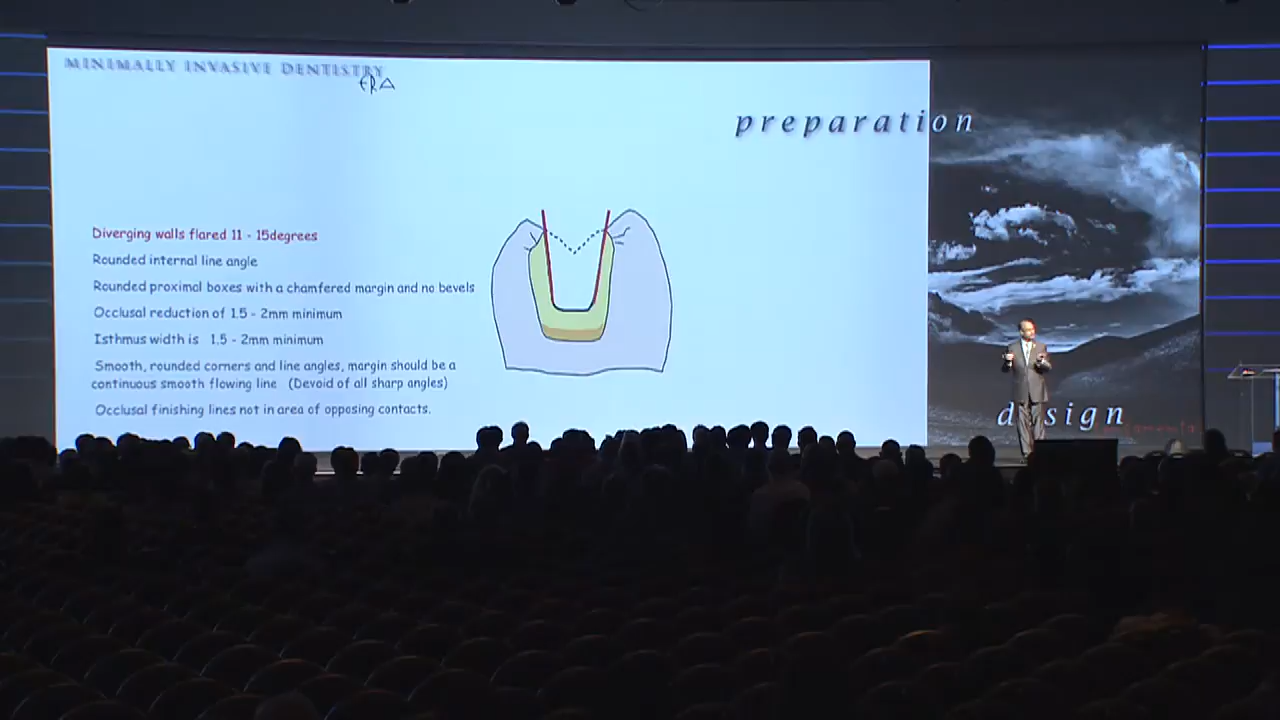 MINIMALLY INVASIVE DENTISTRY
ERA
preparation
Diverging walls flared 11 - 15degrees
Rounded internal line angle
Rounded proximal boxes with a chamfered margin and no bevels
Occlusal reduction of 1.5 - 2mm minimum
Isthmus width is 1.5 - 2mm minimum
Smooth, rounded corners and line angles, margin should be a
continuous smooth flowing line (Devoid of all sharp angles)
Occlusal finishing lines not in area of opposing contacts.
design